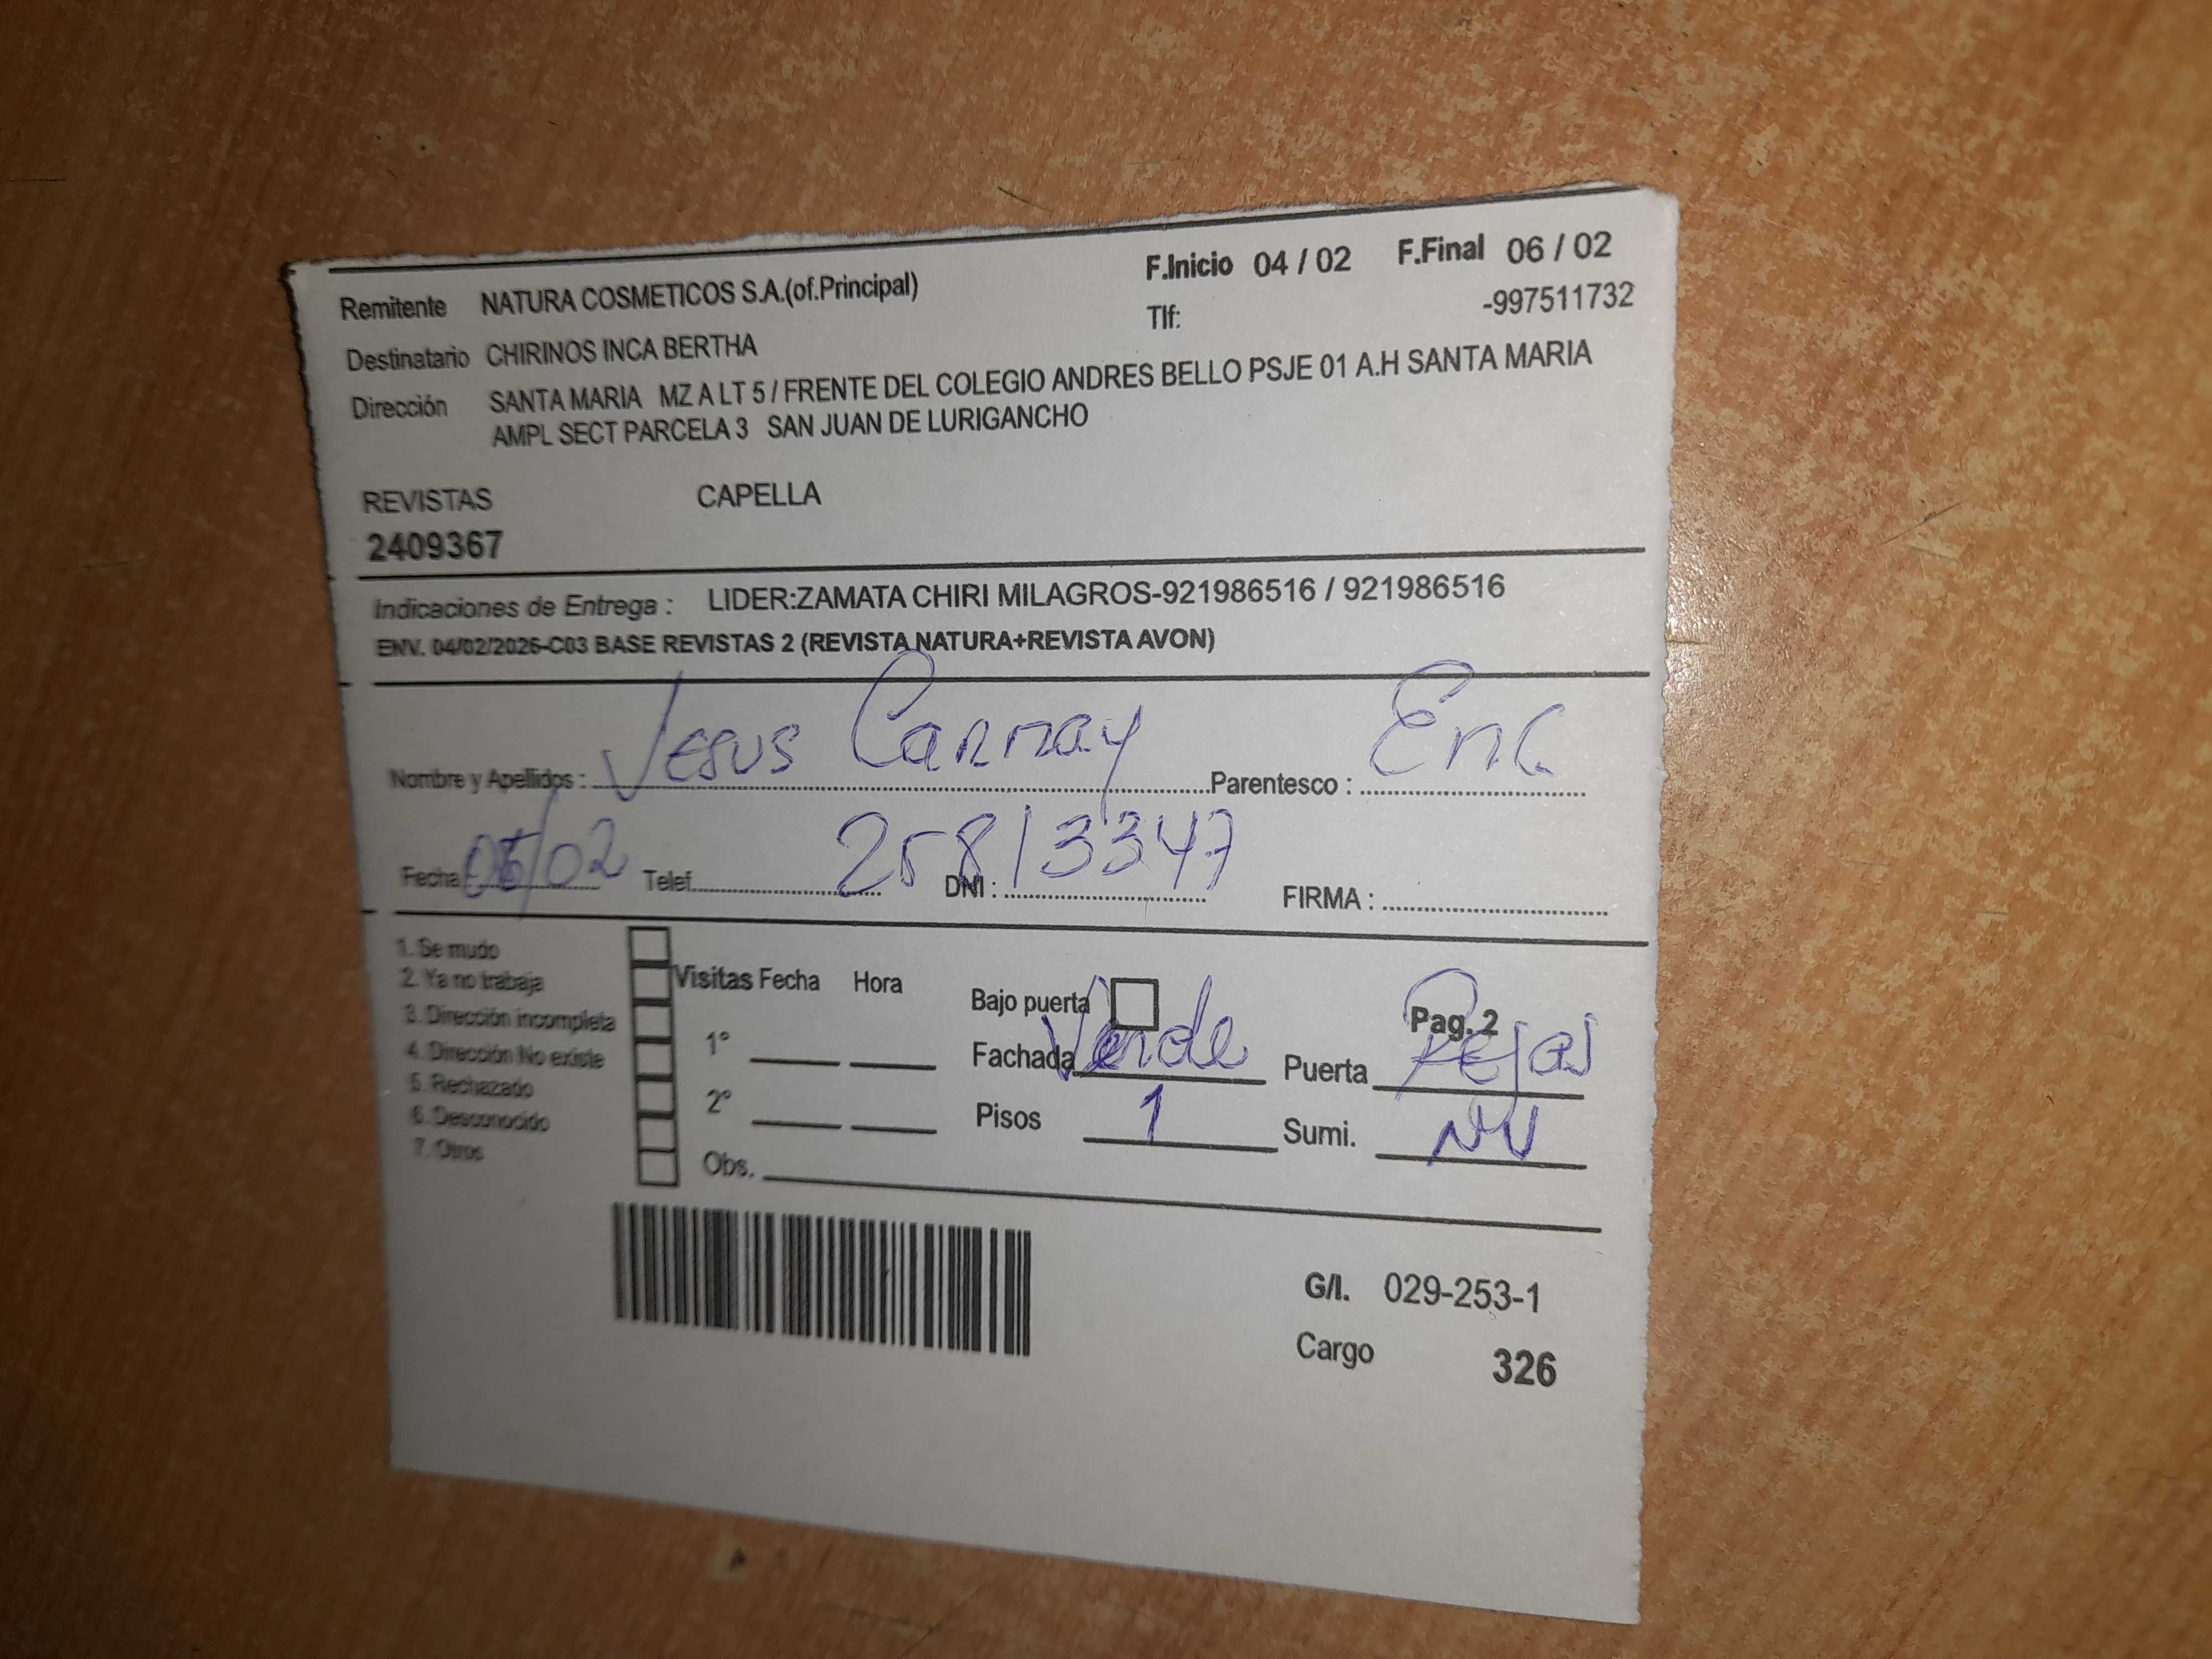 Remitente NATURA COSMETICOS S.A.(of.Principal) F.Inicio 04 / 02 F.Final 06 / 02
Tlf: -997511732
Destinatario CHIRINOS INCA BERTHA
Dirección SANTA MARIA MZ A LT 5 / FRENTE DEL COLEGIO ANDRES BELLO PSJE 01 A.H SANTA MARIA
AMPL SECT PARCELA 3 SAN JUAN DE LURIGANCHO
REVISTAS CAPELLA
2409367
Indicaciones de Entrega : LIDER:ZAMATA CHIRI MILAGROS-921986516 / 921986516
ENV. 04/02/2026-C03 BASE REVISTAS 2 (REVISTA NATURA+REVISTA AVON)
Nombre y Apellidos : Jesus Parentesco : Enc.
Fecha /02 Telef. DNI : 25813347 FIRMA :
1. Se mudo
2. Ya no trabaja
3. Dirección incompleta
4. Dirección No existe
5. Rechazado
6. Desconocido
7. Otros
Visitas Fecha Hora
1°
2°
Obs.
Bajo puerta Pag. 2
Fachada Verde Puerta Rejas
Pisos 1 Sumi. NV
G/I. 029-253-1
Cargo 326